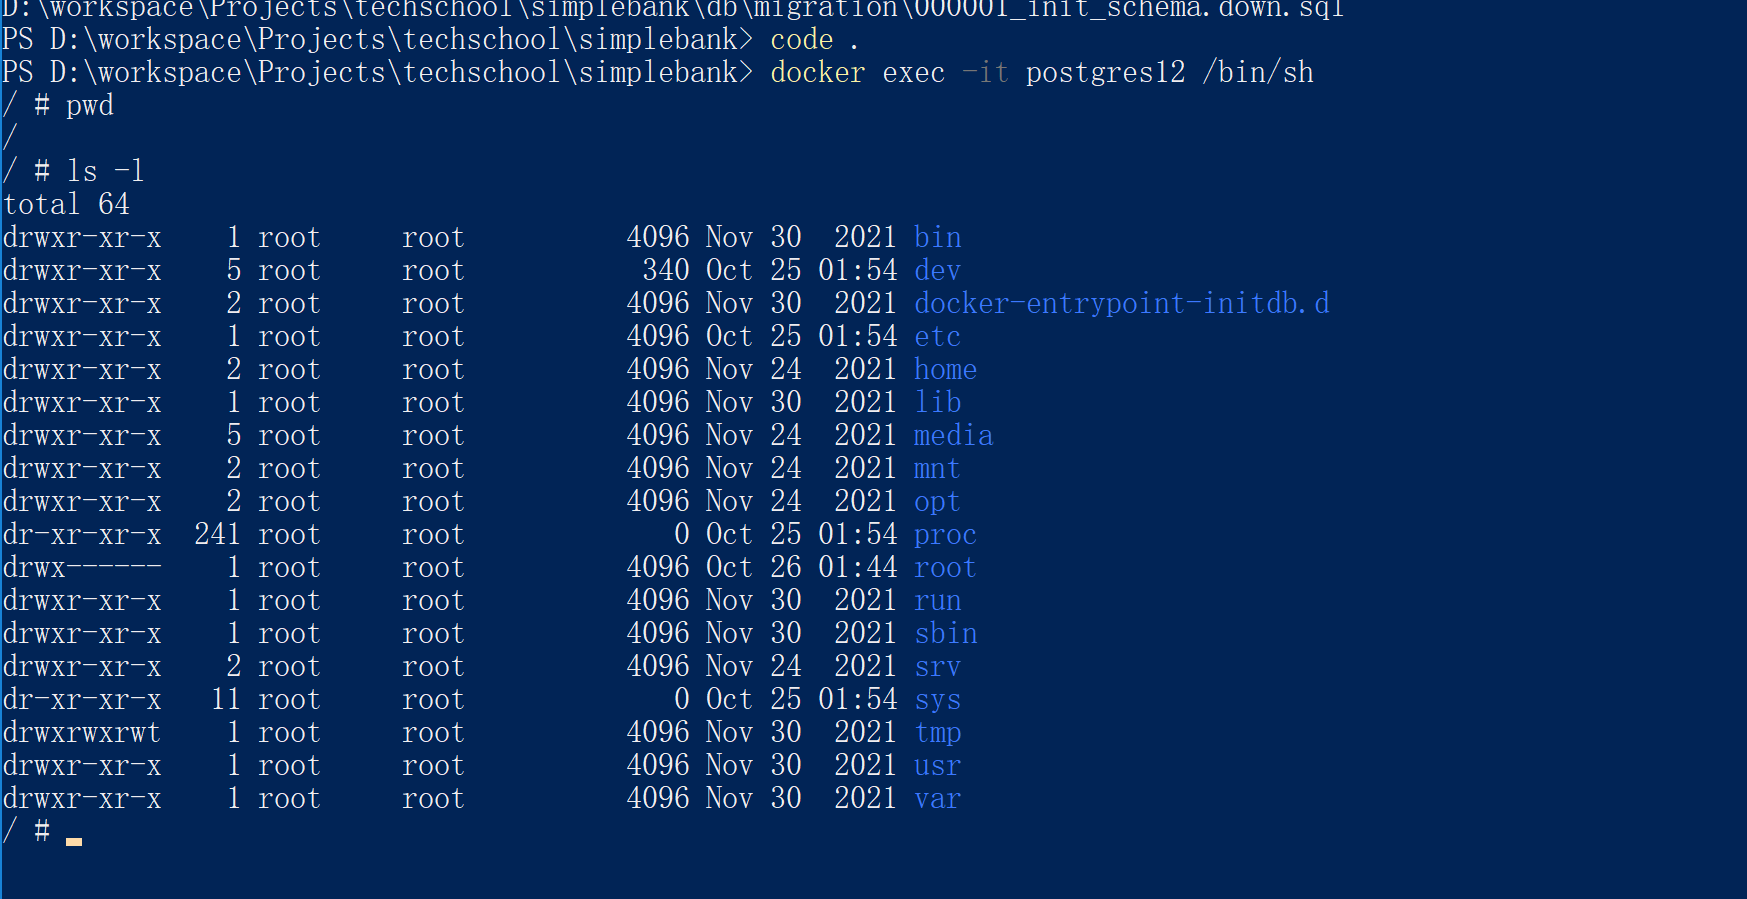 D:\workspace\Projects\techschool\simplebank\db\migration\000001_init_schema.down.sql
PS D:\workspace\Projects\techschool\simplebank> code .
PS D:\workspace\Projects\techschool\simplebank> docker exec -it postgres12 /bin/sh
/ # pwd
/
/ # ls -l
total 64
drwxr-xr-x    1 root     root          4096 Nov 30  2021 bin
drwxr-xr-x    5 root     root           340 Oct 25 01:54 dev
drwxr-xr-x    2 root     root          4096 Nov 30  2021 docker-entrypoint-initdb.d
drwxr-xr-x    1 root     root          4096 Oct 25 01:54 etc
drwxr-xr-x    2 root     root          4096 Nov 24  2021 home
drwxr-xr-x    1 root     root          4096 Nov 30  2021 lib
drwxr-xr-x    5 root     root          4096 Nov 24  2021 media
drwxr-xr-x    2 root     root          4096 Nov 24  2021 mnt
drwxr-xr-x    2 root     root          4096 Nov 24  2021 opt
dr-xr-xr-x  241 root     root             0 Oct 25 01:54 proc
drwx------    1 root     root          4096 Oct 26 01:44 root
drwxr-xr-x    1 root     root          4096 Nov 30  2021 run
drwxr-xr-x    1 root     root          4096 Nov 30  2021 sbin
drwxr-xr-x    2 root     root          4096 Nov 24  2021 srv
dr-xr-xr-x   11 root     root             0 Oct 25 01:54 sys
drwxrwxrwt    1 root     root          4096 Nov 30  2021 tmp
drwxr-xr-x    1 root     root          4096 Nov 30  2021 usr
drwxr-xr-x    1 root     root          4096 Nov 30  2021 var
/ #